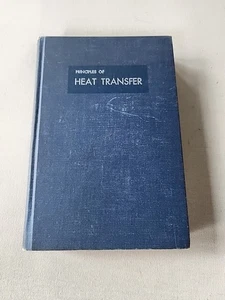 PRINCIPLES OF
HEAT TRANSFER